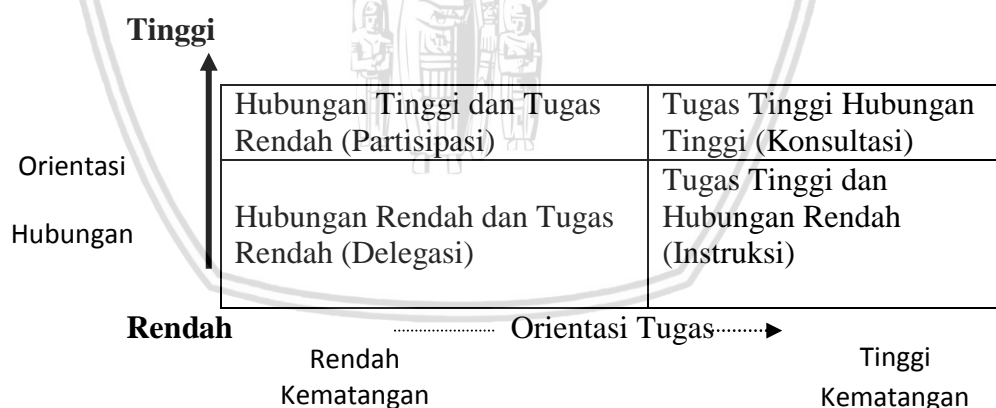 Tinggi
Hubungan Tinggi dan Tugas
Rendah (Partisipasi)
Tugas Tinggi Hubungan
Tinggi (Konsultasi)
Orientasi
Hubungan
Hubungan Rendah dan Tugas
Rendah (Delegasi)
Tugas Tinggi dan
Hubungan Rendah
(Instruksi)
Rendah
Orientasi Tugas
Rendah
Kematangan
Tinggi
Kematangan